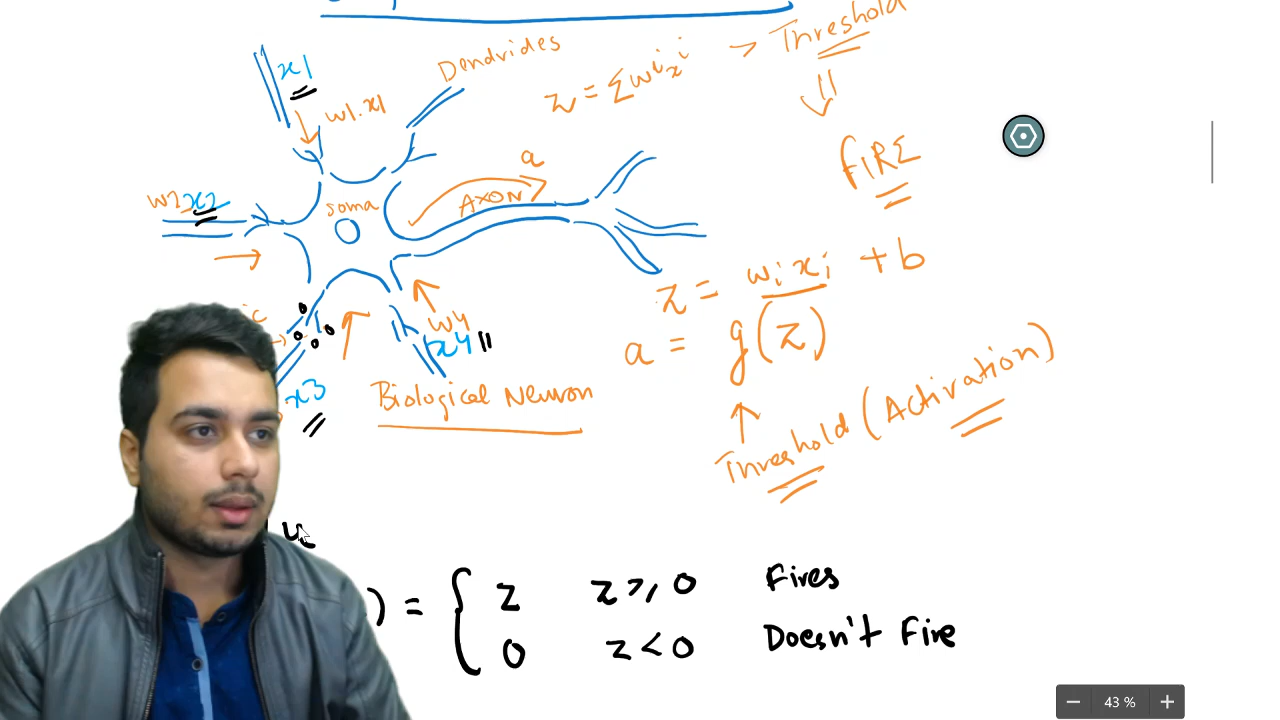 Threshold
x1
Dendrides
z = Σwⁱxⁱ >
w1.x1
FIRE
a
w2x2
soma
AXON
z = wᵢxᵢ + b
w4
x4
a = g(z)
x3
Biological Neuron
Threshold (Activation)
) = { z z ≥ 0 Fires
0 z < 0 Doesn't Fire
43 %